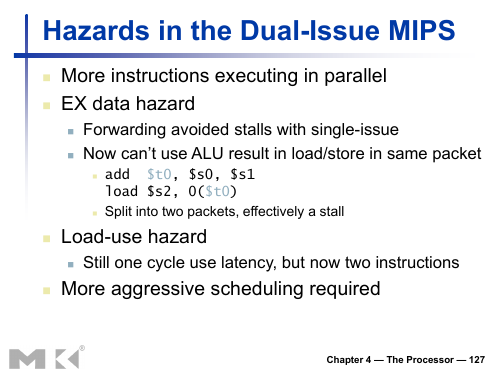 Hazards in the Dual-Issue MIPS
More instructions executing in parallel
EX data hazard
Forwarding avoided stalls with single-issue
Now can't use ALU result in load/store in same packet
add $t0, $s0, $s1
load $s2, 0($t0)
Split into two packets, effectively a stall
Load-use hazard
Still one cycle use latency, but now two instructions
More aggressive scheduling required
MK®
Chapter 4 — The Processor — 127